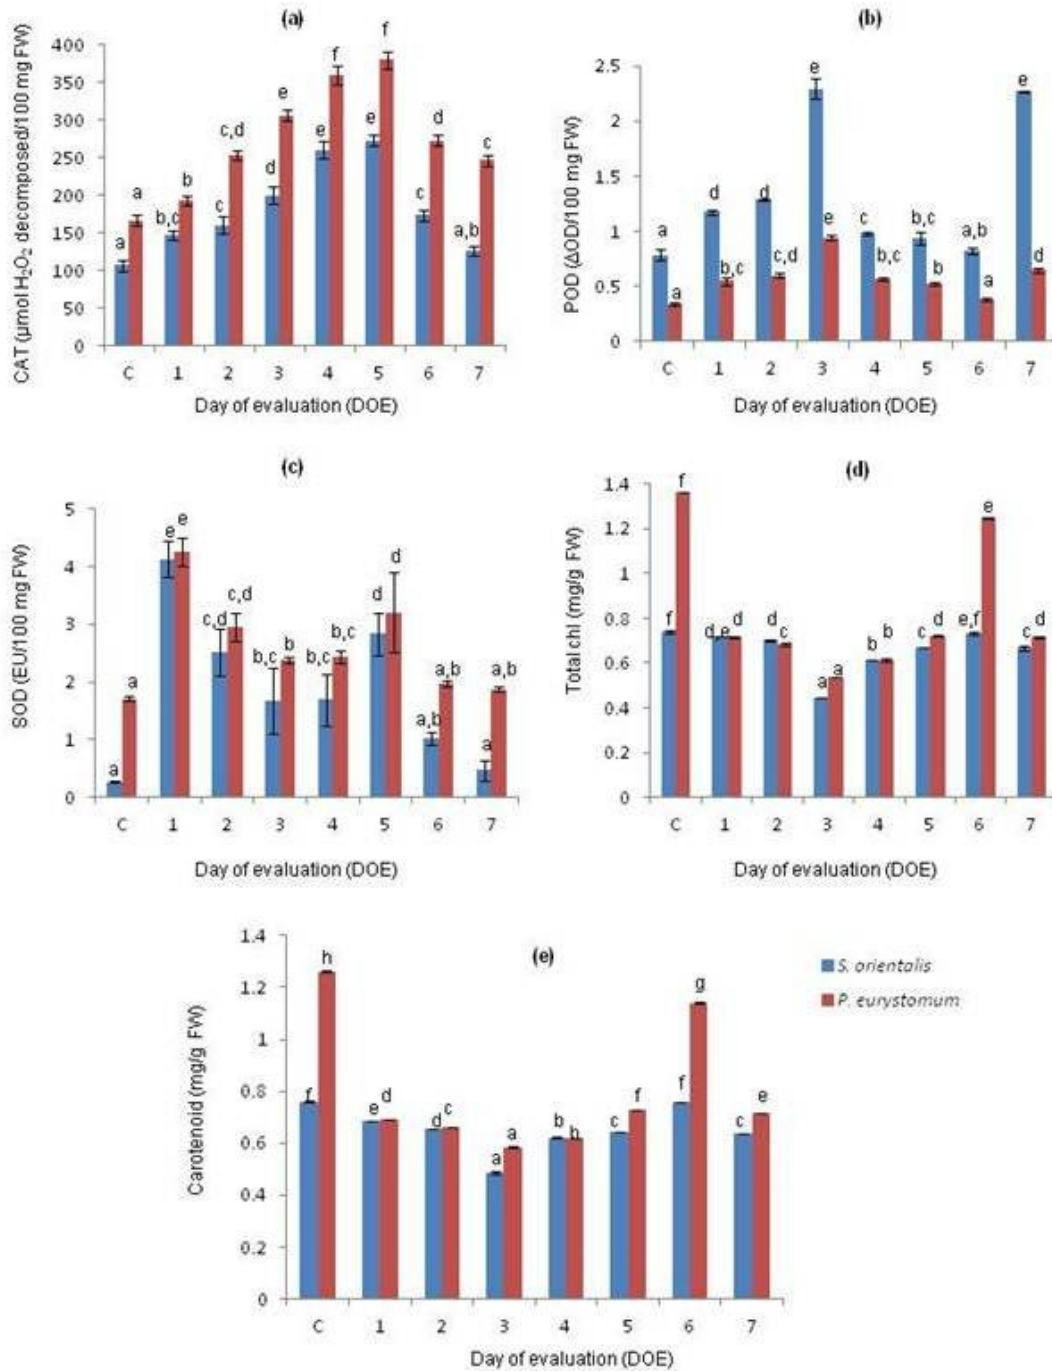 (a)
CAT (µmol H₂O₂ decomposed/100 mg FW)
400
350
300
250
200
150
100
50
0
a a b,c b c c,d d e e f e f c d a,b c
C 1 2 3 4 5 6 7
Day of evaluation (DOE)
(b)
POD (ΔOD/100 mg FW)
2.5
2
1.5
1
0.5
0
a a d b,c d c,d e e c b,c b,c b a,b a e d
C 1 2 3 4 5 6 7
Day of evaluation (DOE)
(c)
SOD (EU/100 mg FW)
5
4
3
2
1
0
a a e e c,d c,d b,c b b,c b,c d d a,b a,b a a,b
C 1 2 3 4 5 6 7
Day of evaluation (DOE)
(d)
Total chl (mg/g FW)
1.4
1.2
1
0.8
0.6
0.4
0.2
0
f f d,e d d c a a b b c d e,f e c d
C 1 2 3 4 5 6 7
Day of evaluation (DOE)
(e)
Carotenoid (mg/g FW)
1.4
1.2
1
0.8
0.6
0.4
0.2
0
f h e d d c a a b b c f f g c e
C 1 2 3 4 5 6 7
Day of evaluation (DOE)
S. orientalis
P. eurystomum